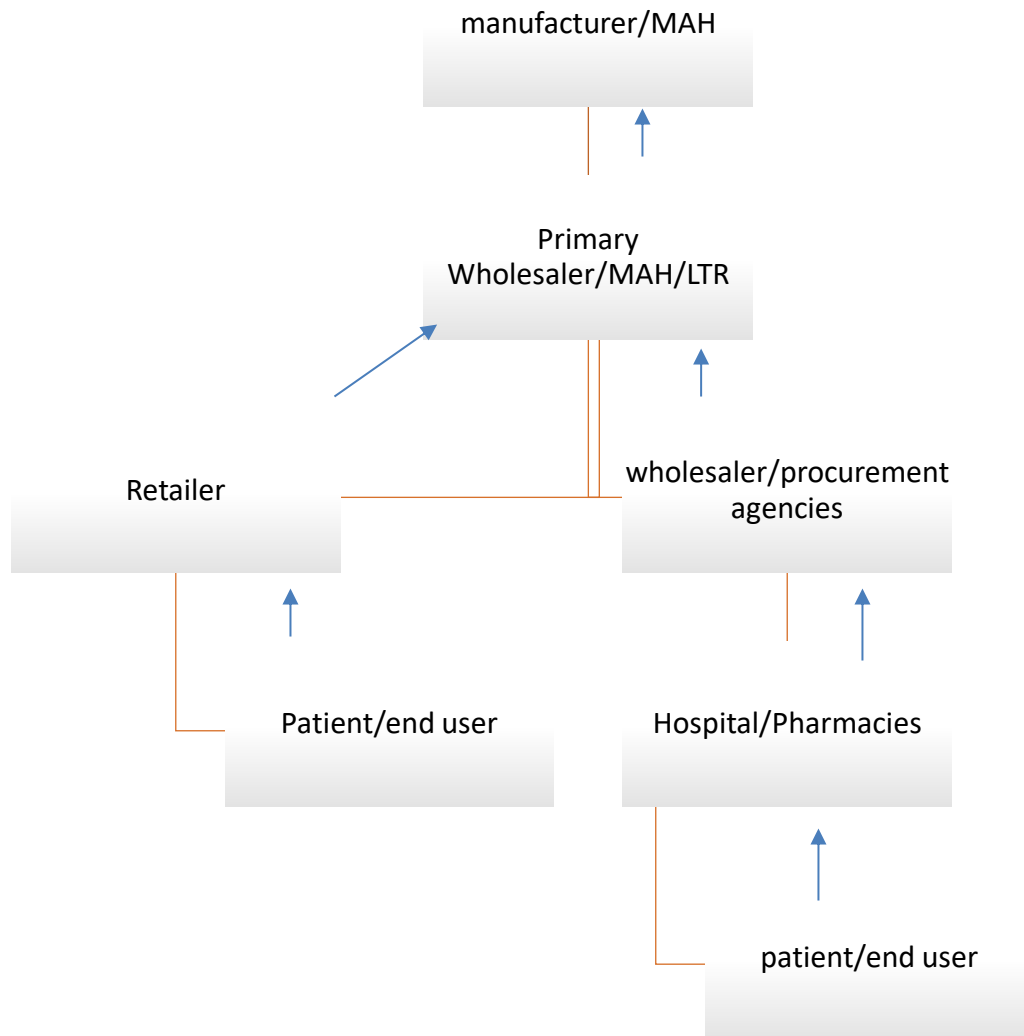 manufacturer/MAH
Primary
Wholesaler/MAH/LTR
Retailer
wholesaler/procurement
agencies
Patient/end user
Hospital/Pharmacies
patient/end user